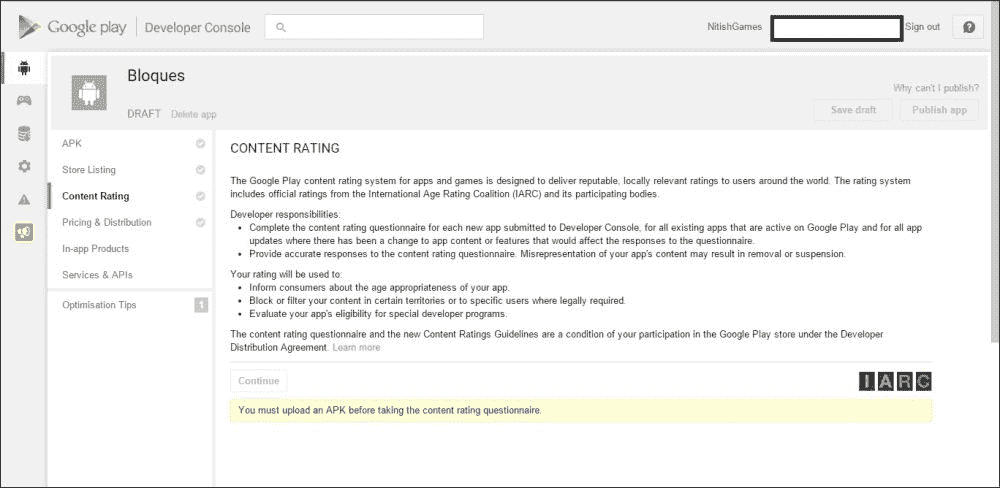 Google play Developer Console
NitishGames Sign out
Bloques
DRAFT Delete app
Why can't I publish?
Save draft Publish app
APK
Store Listing
Content Rating
Pricing & Distribution
In-app Products
Services & APIs
Optimisation Tips 1
CONTENT RATING
The Google Play content rating system for apps and games is designed to deliver reputable, locally relevant ratings to users around the world. The rating system
includes official ratings from the International Age Rating Coalition (IARC) and its participating bodies.
Developer responsibilities:
• Complete the content rating questionnaire for each new app submitted to Developer Console, for all existing apps that are active on Google Play and for all app
updates where there has been a change to app content or features that would affect the responses to the questionnaire.
• Provide accurate responses to the content rating questionnaire. Misrepresentation of your app's content may result in removal or suspension.
Your rating will be used to:
• Inform consumers about the age appropriateness of your app.
• Block or filter your content in certain territories or to specific users where legally required.
• Evaluate your app's eligibility for special developer programs.
The content rating questionnaire and the new Content Ratings Guidelines are a condition of your participation in the Google Play store under the Developer
Distribution Agreement. Learn more
Continue
IARC
You must upload an APK before taking the content rating questionnaire.